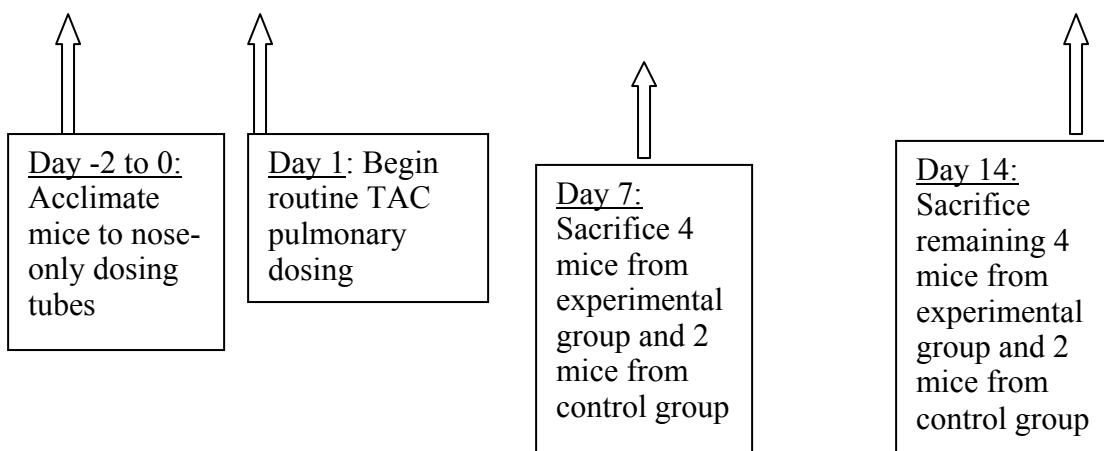 Day -2 to 0:
Acclimate
mice to nose-
only dosing
tubes
Day 1: Begin
routine TAC
pulmonary
dosing
Day 7:
Sacrifice 4
mice from
experimental
group and 2
mice from
control group
Day 14:
Sacrifice
remaining 4
mice from
experimental
group and 2
mice from
control group